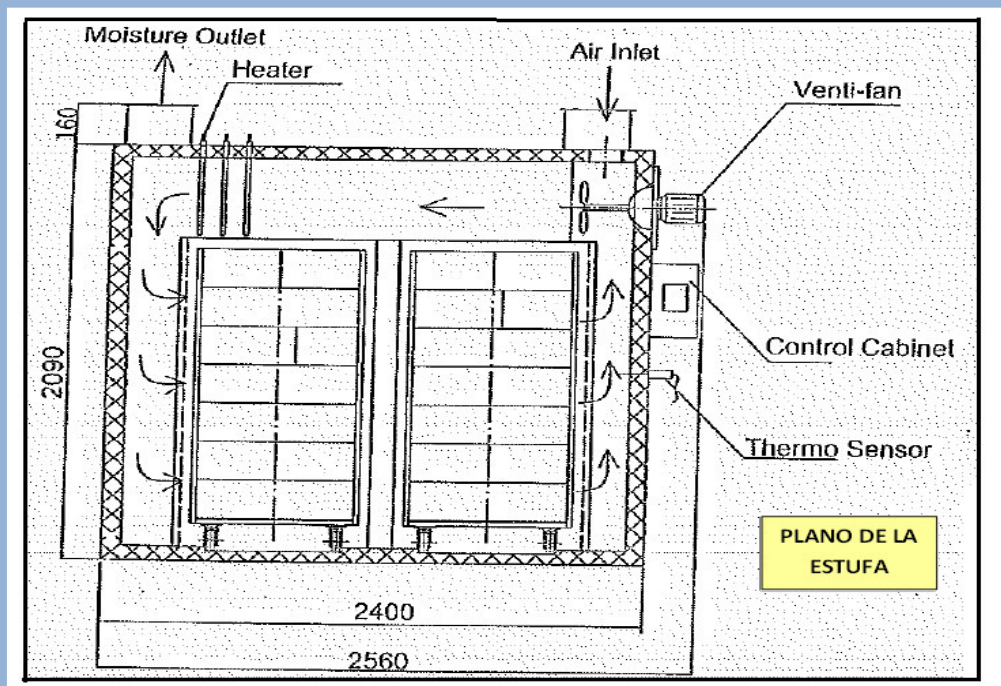 Moisture Outlet
Heater
Air Inlet
Venti-fan
160
2090
Control Cabinet
Thermo Sensor
PLANO DE LA
ESTUFA
2400
2560